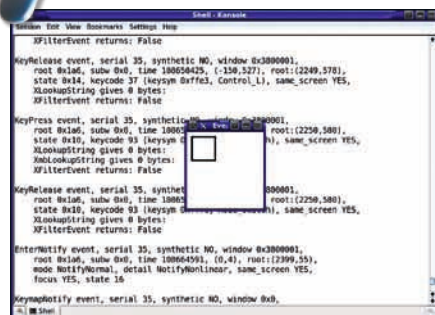 Shell - Konsole
Session Edit View Bookmarks Settings Help
XFilterEvent returns: False
KeyRelease event, serial 35, synthetic NO, window 0x3800001,
root 0x1a6, subw 0x0, time 108650425, (-150,527), root:(2249,578),
state 0x14, keycode 37 (keysym 0xffe3, Control_L), same_screen YES,
XLookupString gives 0 bytes:
XFilterEvent returns: False
KeyPress event, serial 35, synthetic
root 0x1a6, subw 0x0, time 10865 root:(2250,580),
state 0x10, keycode 93 (keysym same_screen YES,
XLookupString gives 0 bytes:
XmbLookupString gives 0 bytes:
XFilterEvent returns: False
KeyRelease event, serial 35, synthet
root 0x1a6, subw 0x0, time 10866 root:(2250,580),
state 0x10, keycode 93 (keysym same_screen YES,
XLookupString gives 0 bytes:
XFilterEvent returns: False
EnterNotify event, serial 35, synthetic NO, window 0x3800001,
root 0x1a6, subw 0x0, time 108664591, (0,4), root:(2399,55),
mode NotifyNormal, detail NotifyNonlinear, same_screen YES,
focus YES, state 16
KeymapNotify event, serial 35, synthetic NO, window 0x0,
Shell